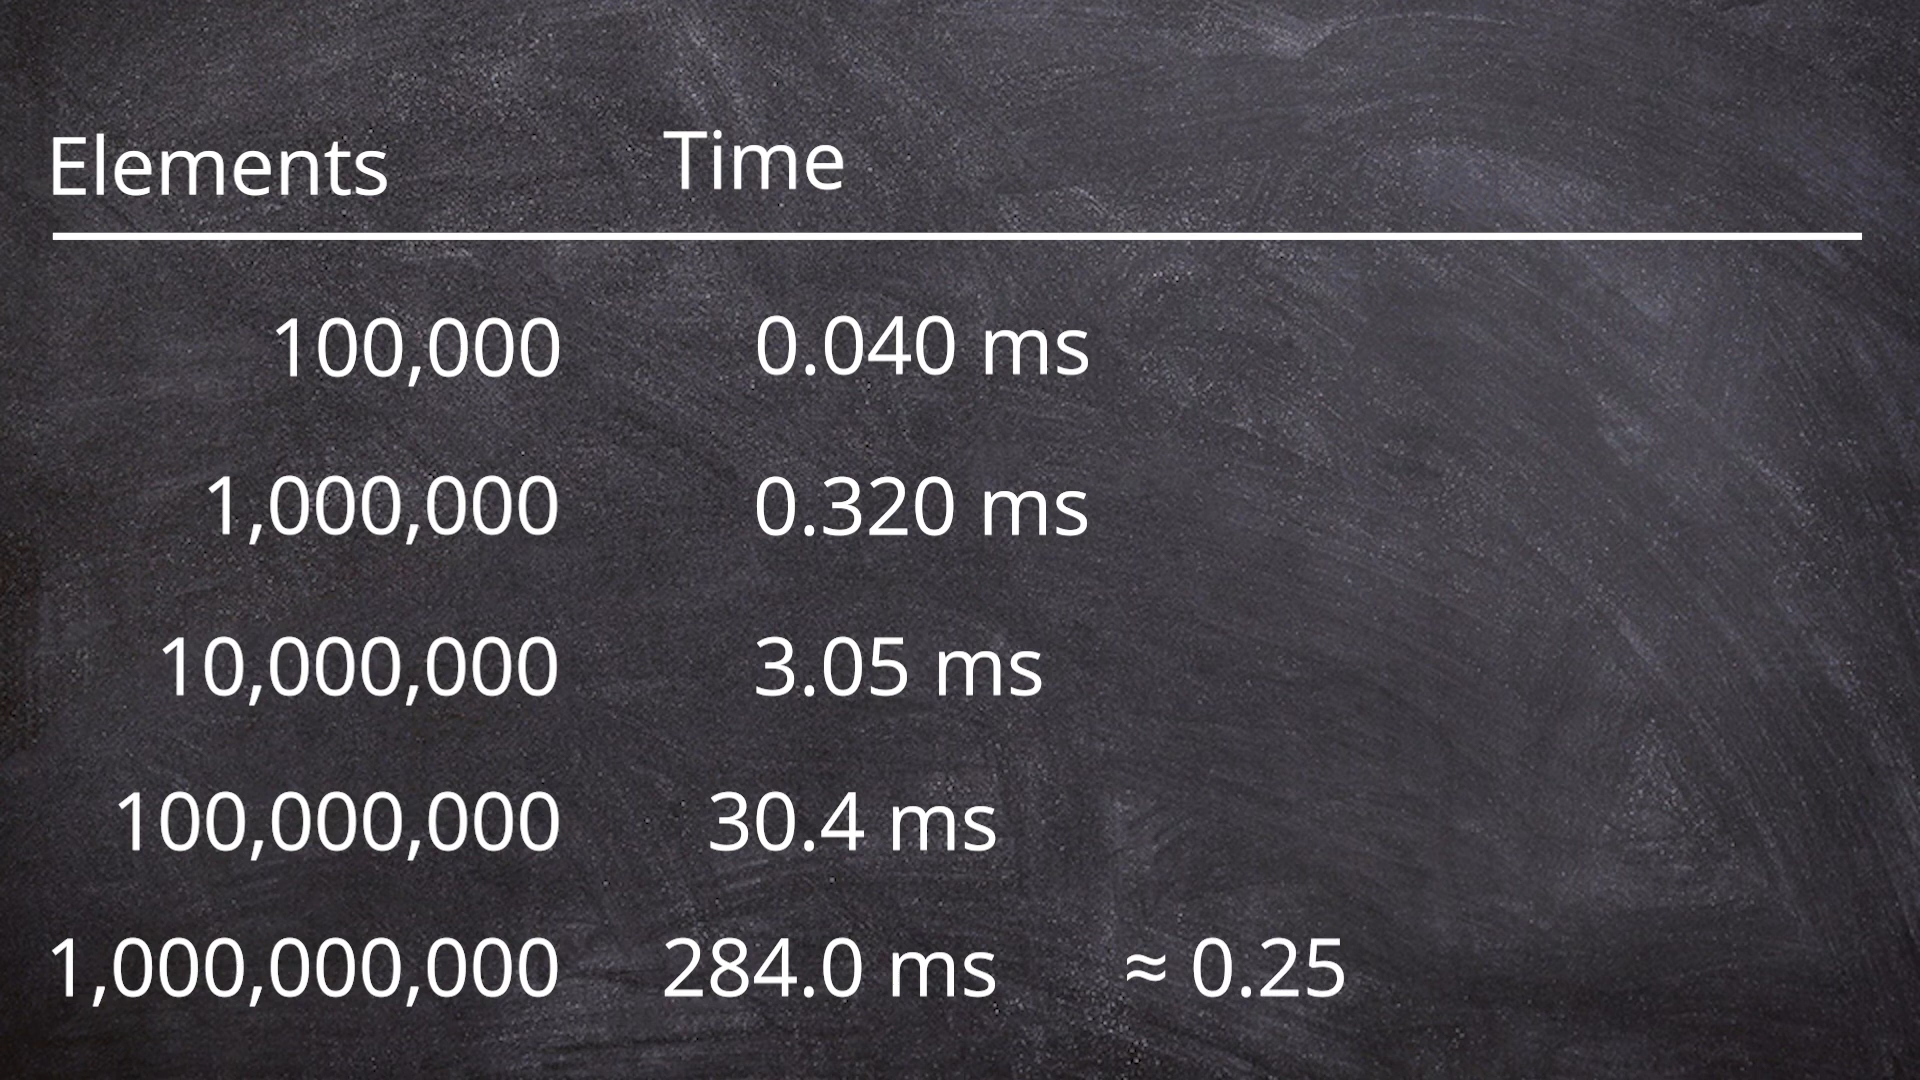 Elements Time
100,000 0.040 ms
1,000,000 0.320 ms
10,000,000 3.05 ms
100,000,000 30.4 ms
1,000,000,000 284.0 ms ≈ 0.25